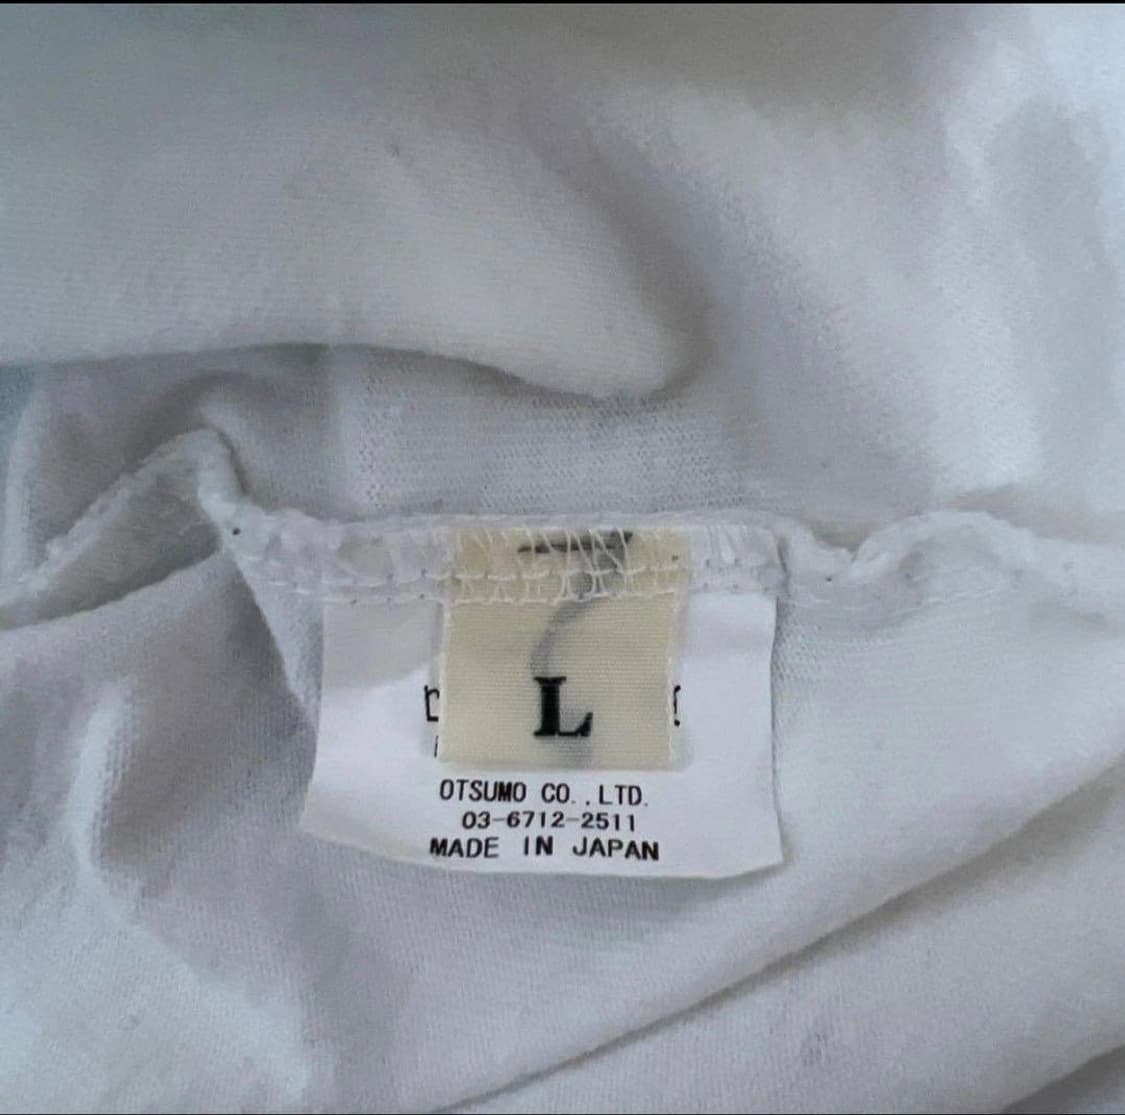 L
OTSUMO CO.,LTD.
03-6712-2511
MADE IN JAPAN